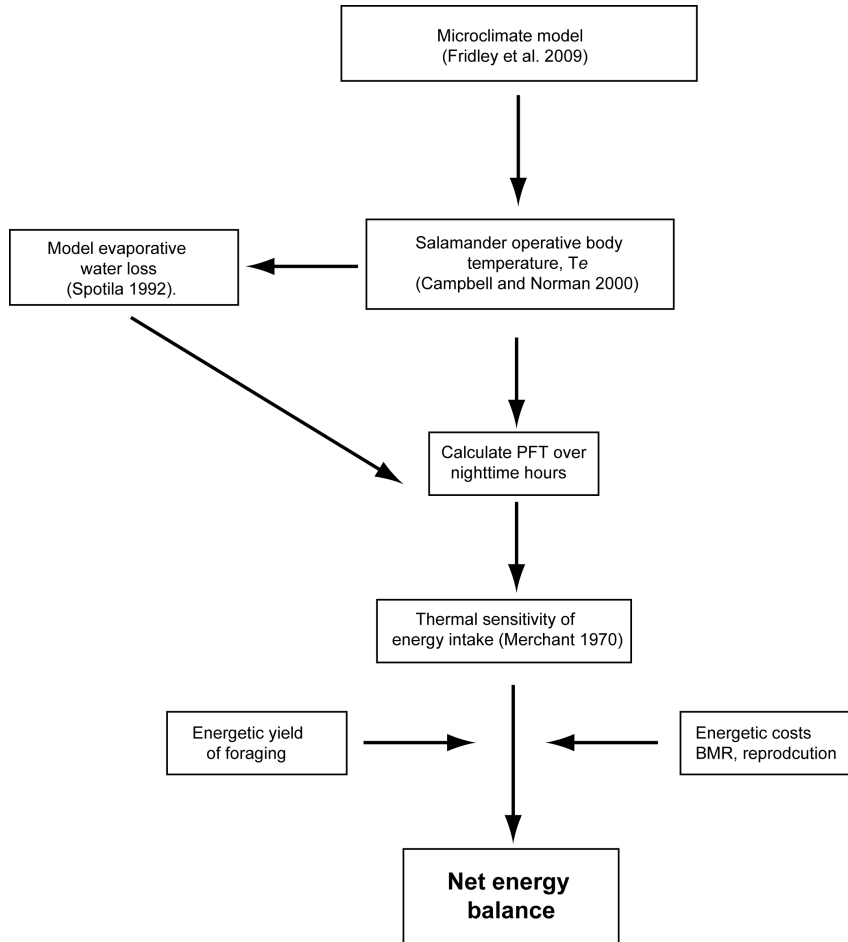 Microclimate model
(Fridley et al. 2009)
Salamander operative body
temperature, Te
(Campbell and Norman 2000)
Model evaporative
water loss
(Spotila 1992).
Calculate PFT over
nighttime hours
Thermal sensitivity of
energy intake (Merchant 1970)
Energetic yield
of foraging
Energetic costs
BMR, reprodcution
Net energy
balance